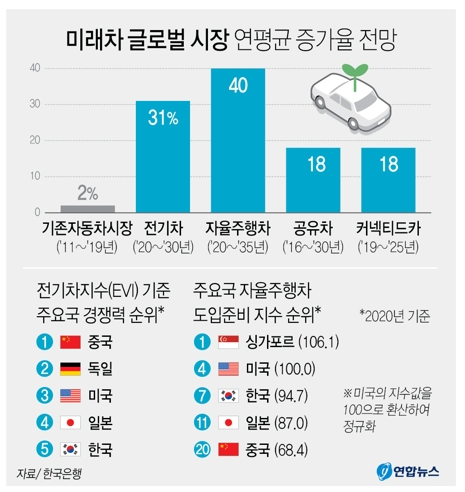 미래차 글로벌 시장 연평균 증가율 전망
40
30
20
10
0
2%
31%
40
18
18
기존자동차시장 전기차 자율주행차 공유차 커넥티드카
('11～'19년) ('20～'30년) ('20～'35년) ('16～'30년) ('19～'25년)
전기차지수(EVI) 기준
주요국 경쟁력 순위*
1 중국
2 독일
3 미국
4 일본
5 한국
주요국 자율주행차
도입준비 지수 순위*
1 싱가포르 (106.1)
4 미국 (100.0)
7 한국 (94.7)
11 일본 (87.0)
20 중국 (68.4)
*2020년 기준
※미국의 지수값을
100으로 환산하여
정규화
자료/ 한국은행
연합뉴스